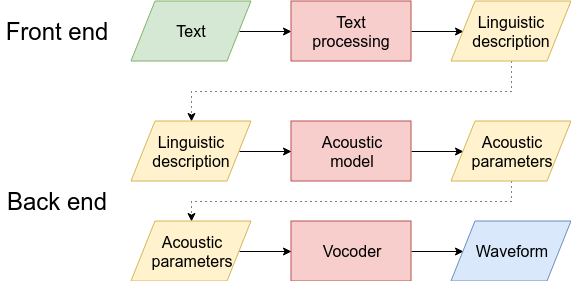 Front end
Text
Text
processing
Linguistic
description
Linguistic
description
Acoustic
model
Acoustic
parameters
Back end
Acoustic
parameters
Vocoder
Waveform